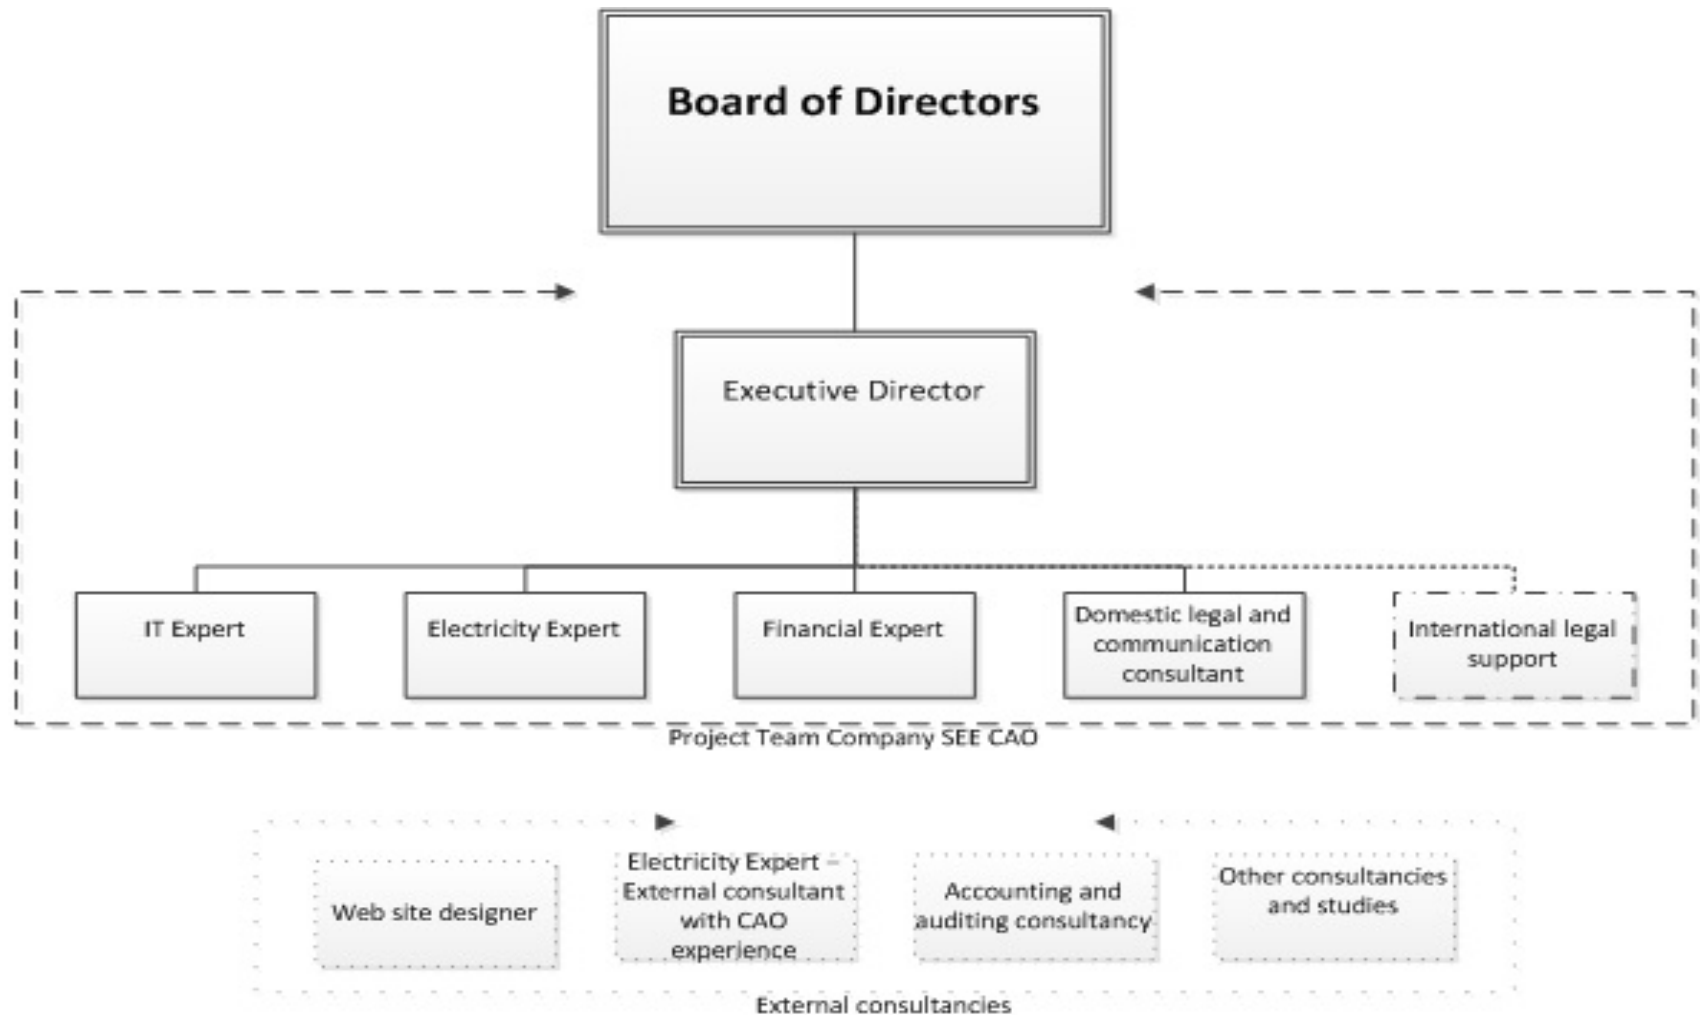 Board of Directors
Executive Director
IT Expert
Electricity Expert
Financial Expert
Domestic legal and
communication
consultant
International legal
support
Project Team Company SEE CAO
Web site designer
Electricity Expert –
External consultant
with CAO
experience
Accounting and
auditing consultancy
Other consultancies
and studies
External consultancies